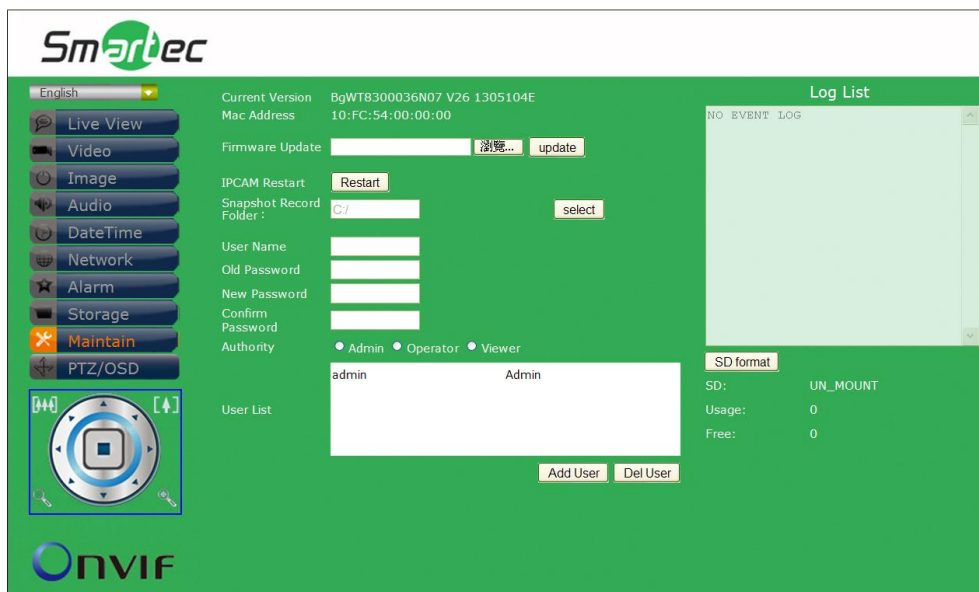 Smartec
English
Live View
Video
Image
Audio
DateTime
Network
Alarm
Storage
Maintain
PTZ/OSD
ONVIF
Current Version BgWT8300036N07 V26 1305104E
Mac Address 10:FC:54:00:00:00
Firmware Update 瀏覽... update
IPCAM Restart Restart
Snapshot Record
Folder： C:/ select
User Name
Old Password
New Password
Confirm
Password
Authority Admin Operator Viewer
admin Admin
User List
Add User Del User
Log List
NO EVENT LOG
SD format
SD: UN_MOUNT
Usage: 0
Free: 0